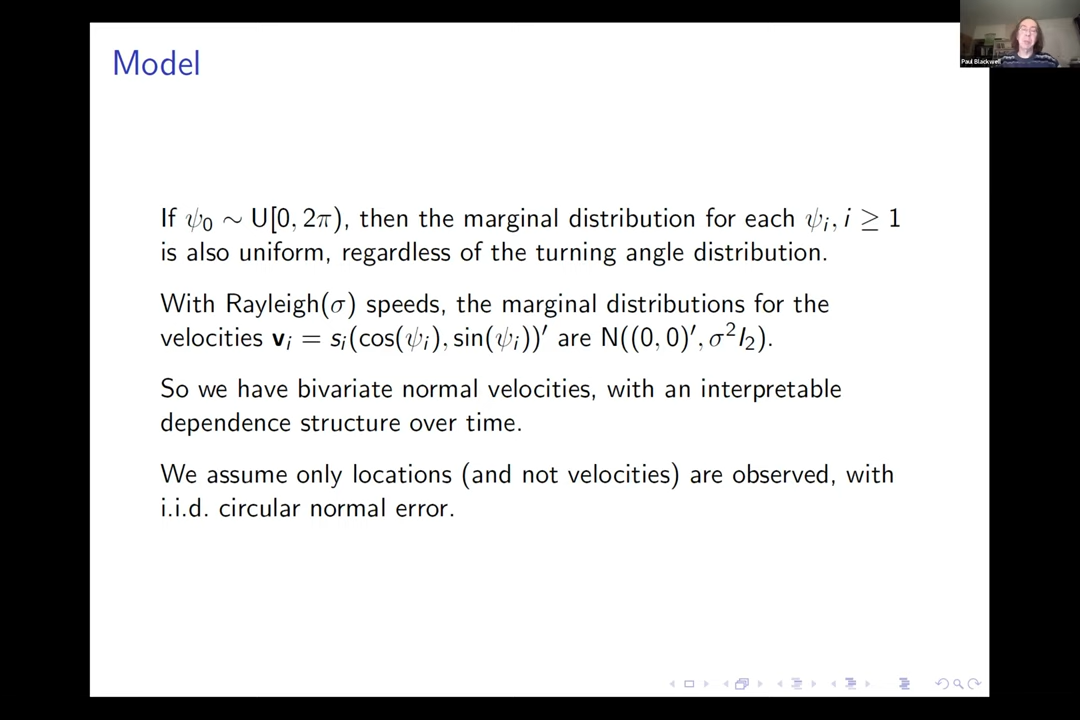 Model
Paul Blackwell
If ψ₀ ∼ U[0, 2π), then the marginal distribution for each ψᵢ, i ≥ 1
is also uniform, regardless of the turning angle distribution.
With Rayleigh(σ) speeds, the marginal distributions for the
velocities vᵢ = sᵢ(cos(ψᵢ), sin(ψᵢ))′ are N((0, 0)′, σ²I₂).
So we have bivariate normal velocities, with an interpretable
dependence structure over time.
We assume only locations (and not velocities) are observed, with
i.i.d. circular normal error.